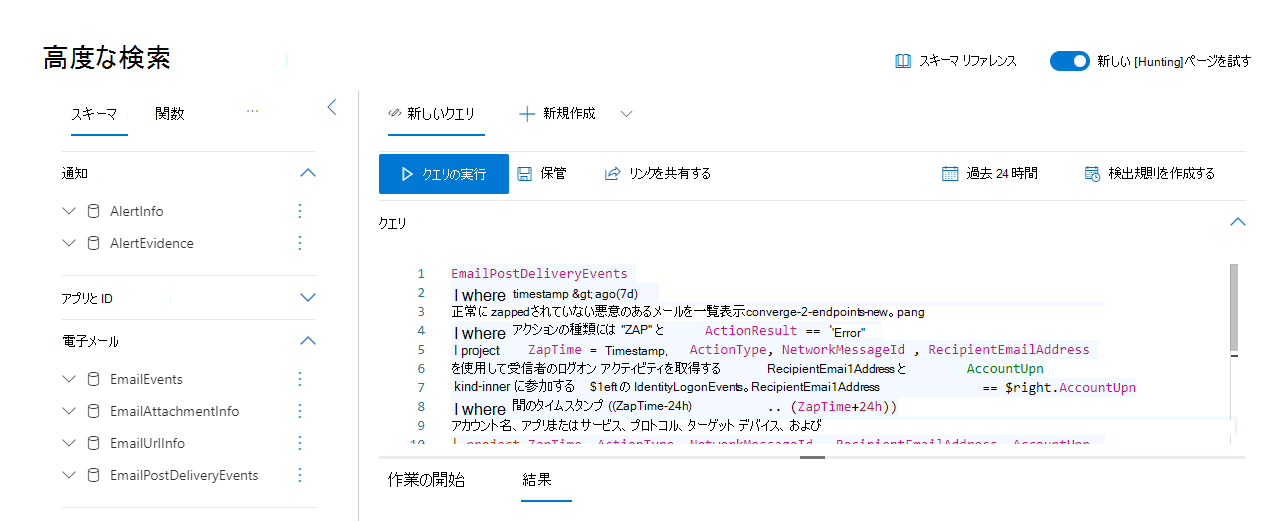 高度な検索
スキーマ リファレンス
新しい [Hunting]ページを試す
スキーマ
関数
...
新しいクエリ
新規作成
クエリの実行
保管
リンクを共有する
過去 24 時間
検出規則を作成する
通知
AlertInfo
AlertEvidence
アプリと ID
電子メール
EmailEvents
EmailAttachmentInfo
EmailUrlInfo
EmailPostDeliveryEvents
クエリ
1 EmailPostDeliveryEvents
2 I where timestamp &gt; ago(7d)
3 正常に zappedされていない悪意のあるメールを一覧表示converge-2-endpoints-new。pang
4 I where アクションの種類には "ZAP" と ActionResult == 'Error"
5 I project ZapTime = Timestamp, ActionType, NetworkMessageId , RecipientEmailAddress
6 を使用して受信者のログオン アクティビティを取得する RecipientEmai1Address と AccountUpn
7 kind-inner に参加する $1eftの IdentityLogonEvents。RecipientEmai1Address == $right.AccountUpn
8 I where 間のタイムスタンプ ((ZapTime-24h) .. (ZapTime+24h))
9 アカウント名、アプリまたはサービス、プロトコル、ターゲット デバイス、および
10 | project ZapTime, ActionType, NetworkMessageId , RecipientEmailAddress, AccountUpn
作業の開始
結果